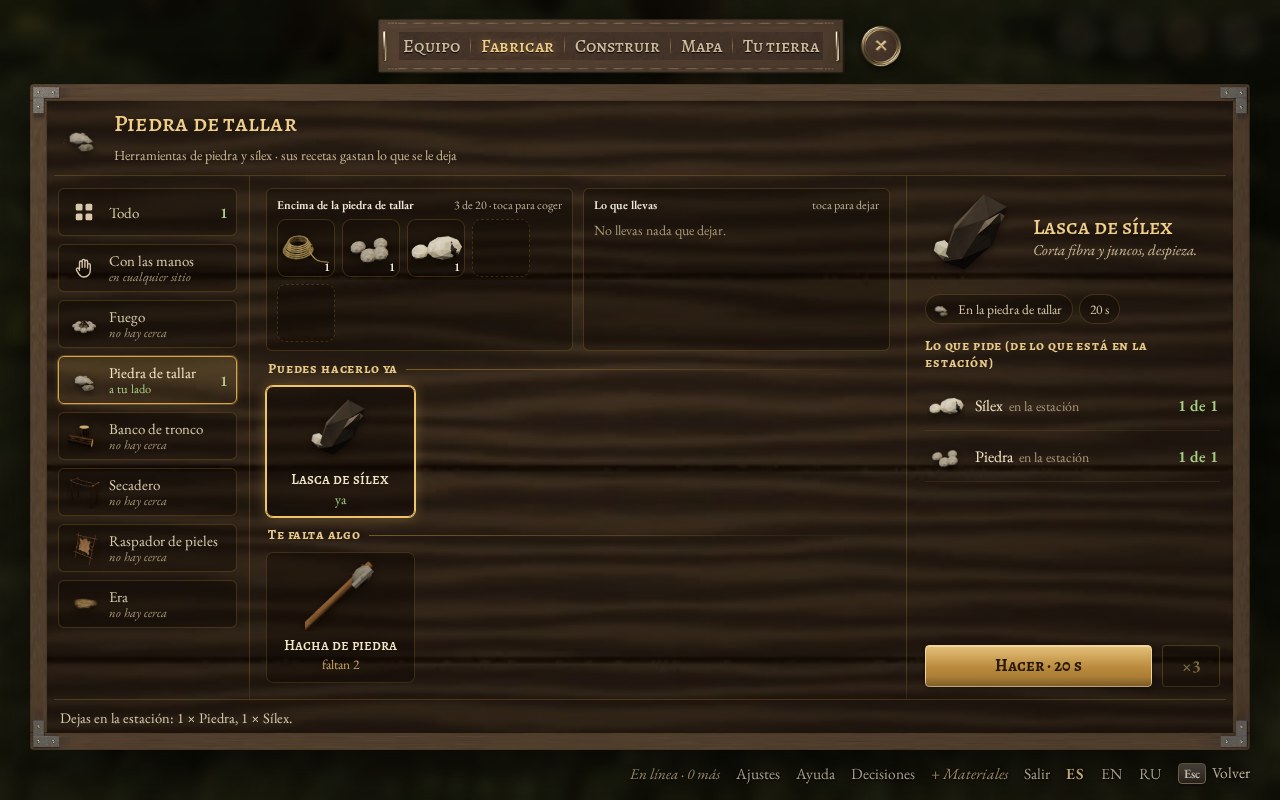 Equipo Fabricar Construir Mapa Tu tierra ×
Piedra de tallar
Herramientas de piedra y sílex · sus recetas gastan lo que se le deja
Todo 1
Con las manos
en cualquier sitio
Fuego
no hay cerca
Piedra de tallar 1
a tu lado
Banco de tronco
no hay cerca
Secadero
no hay cerca
Raspador de pieles
no hay cerca
Era
no hay cerca
Encima de la piedra de tallar 3 de 20 · toca para coger
1 1 1
Lo que llevas toca para dejar
No llevas nada que dejar.
Puedes hacerlo ya
Lasca de sílex
ya
Te falta algo
Hacha de piedra
faltan 2
Lasca de sílex
Corta fibra y juncos, despieza.
En la piedra de tallar 20 s
Lo que pide (de lo que está en la
estación)
Sílex en la estación 1 de 1
Piedra en la estación 1 de 1
Hacer · 20 s ×3
Dejas en la estación: 1 × Piedra, 1 × Sílex.
En línea · 0 más Ajustes Ayuda Decisiones + Materiales Salir ES EN RU Esc Volver